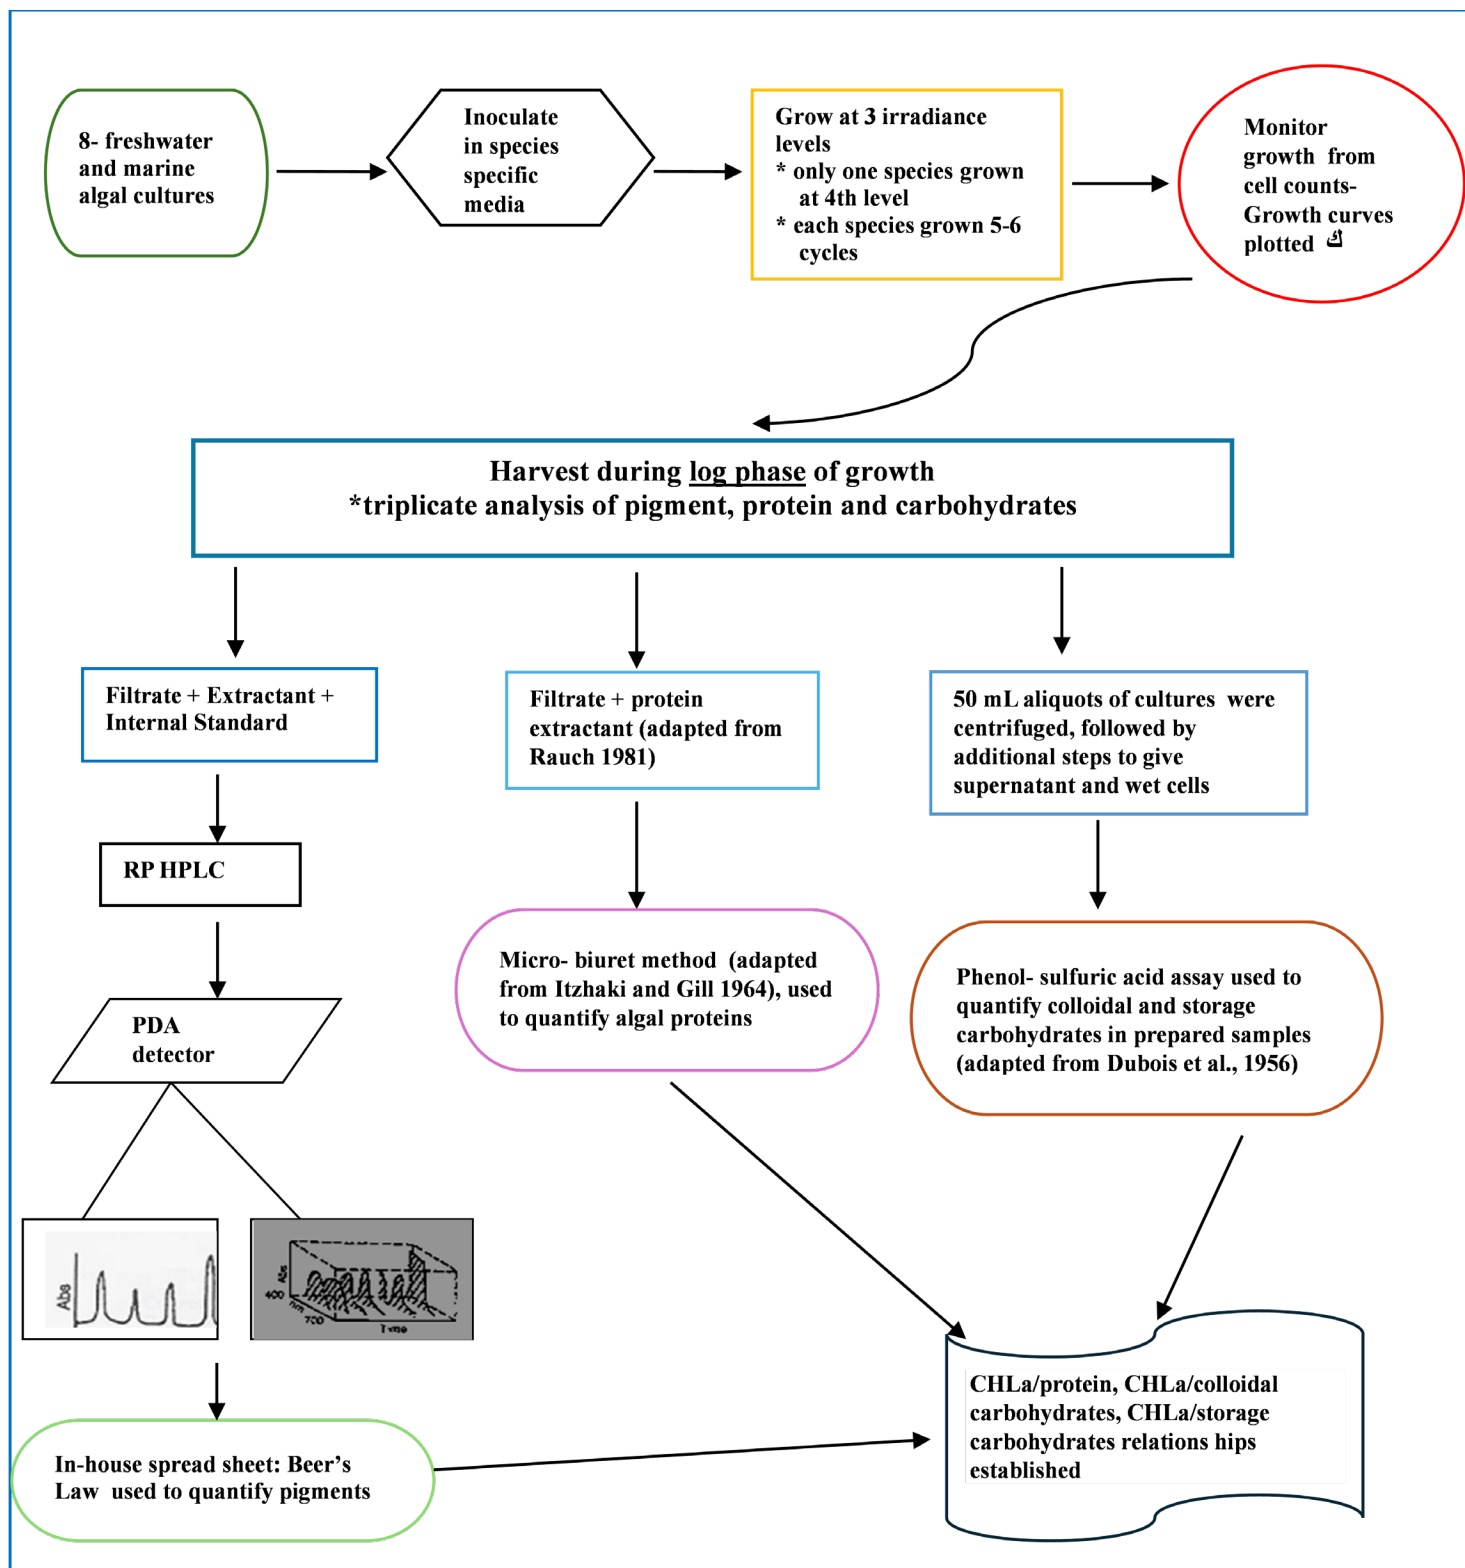 8- freshwater
and marine
algal cultures
Inoculate
in species
specific
media
Grow at 3 irradiance
levels
* only one species grown
at 4th level
* each species grown 5-6
cycles
Monitor
growth from
cell counts-
Growth curves
plotted ك
Harvest during log phase of growth
*triplicate analysis of pigment, protein and carbohydrates
Filtrate + Extractant +
Internal Standard
Filtrate + protein
extractant (adapted from
Rauch 1981)
50 mL aliquots of cultures were
centrifuged, followed by
additional steps to give
supernatant and wet cells
RP HPLC
PDA
detector
Micro- biuret method (adapted
from Itzhaki and Gill 1964), used
to quantify algal proteins
Phenol- sulfuric acid assay used to
quantify colloidal and storage
carbohydrates in prepared samples
(adapted from Dubois et al., 1956)
Abs
Abs
400
nm
700
Time
In-house spread sheet: Beer’s
Law used to quantify pigments
CHLa/protein, CHLa/colloidal
carbohydrates, CHLa/storage
carbohydrates relations hips
established